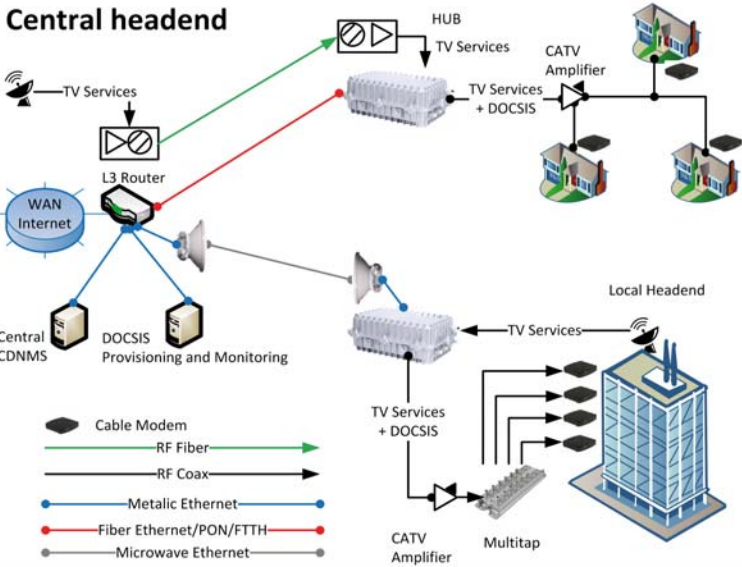 Central headend
HUB
TV Services
TV Services
CATV
Amplifier
TV Services
+ DOCSIS
L3 Router
WAN
Internet
Local Headend
TV Services
Central
CDNMS
DOCSIS
Provisioning and Monitoring
TV Services
+ DOCSIS
Cable Modem
RF Fiber
RF Coax
Metalic Ethernet
Fiber Ethernet/PON/FTTH
Microwave Ethernet
CATV
Amplifier
Multitap